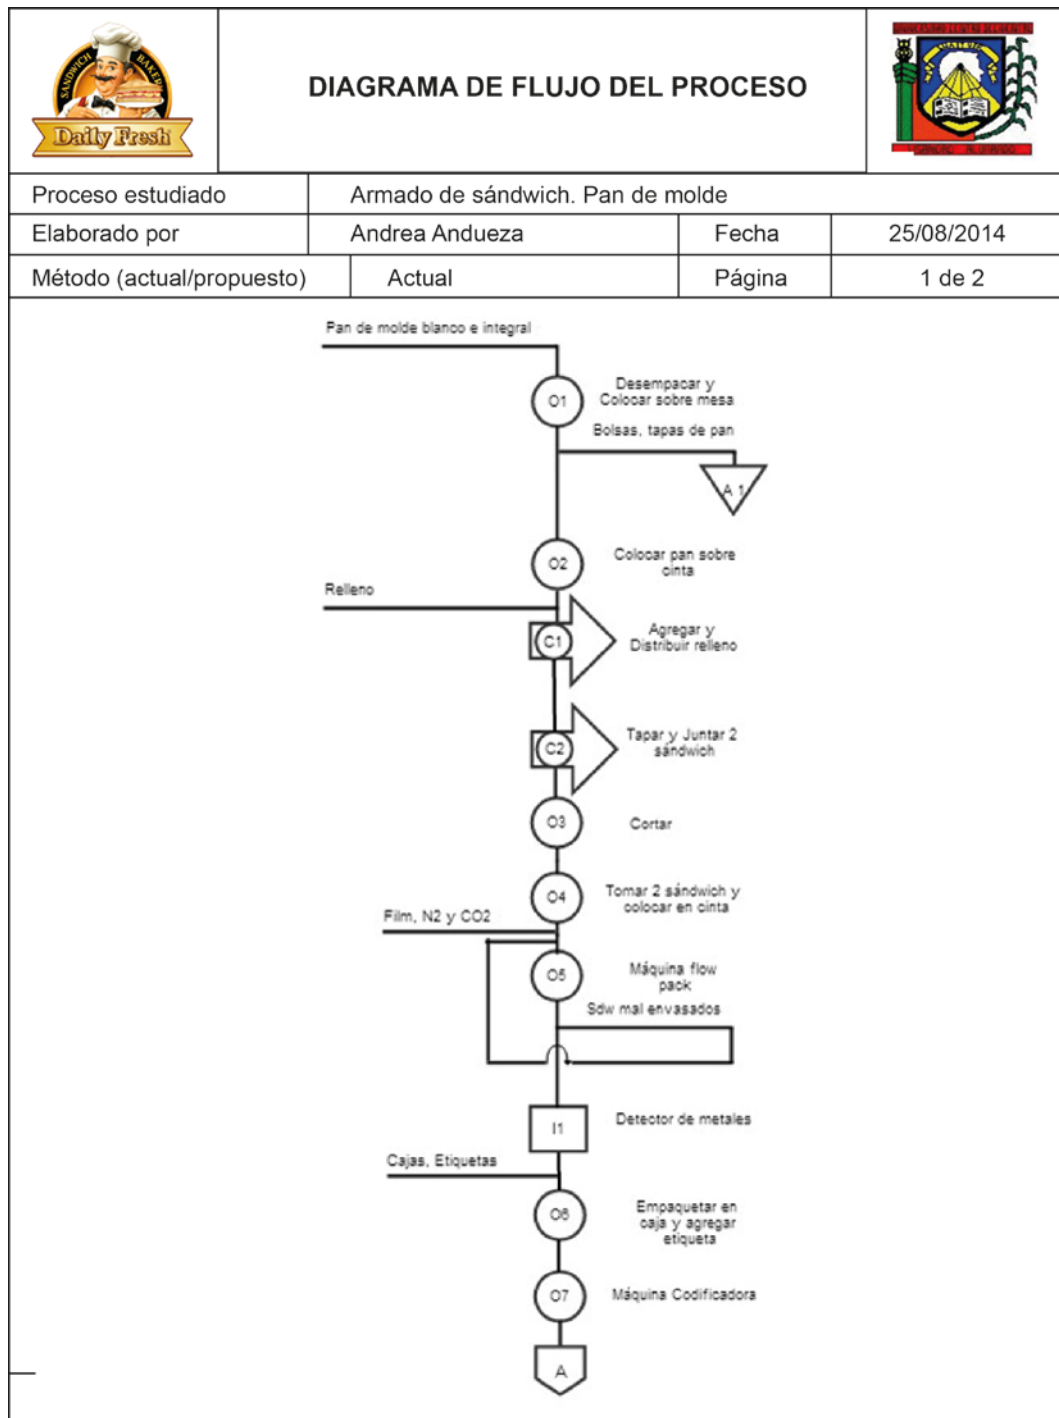 SANDWICH BAKER
Daily Fresh
DIAGRAMA DE FLUJO DEL PROCESO
LISANDRO ALVARADO
Proceso estudiado
Armado de sándwich. Pan de molde
Elaborado por
Andrea Andueza
Fecha
25/08/2014
Método (actual/propuesto)
Actual
Página
1 de 2
Pan de molde blanco e integral
O1
Desempacar y
Colocar sobre mesa
Bolsas, tapas de pan
A 1
O2
Colocar pan sobre
cinta
Relleno
C1
Agregar y
Distribuir relleno
C2
Tapar y Juntar 2
sándwich
O3
Cortar
O4
Tomar 2 sándwich y
colocar en cinta
Film, N2 y CO2
O5
Máquina flow
pack
Sdw mal envasados
I1
Detector de metales
Cajas, Etiquetas
O6
Empaquetar en
caja y agregar
etiqueta
O7
Máquina Codificadora
A